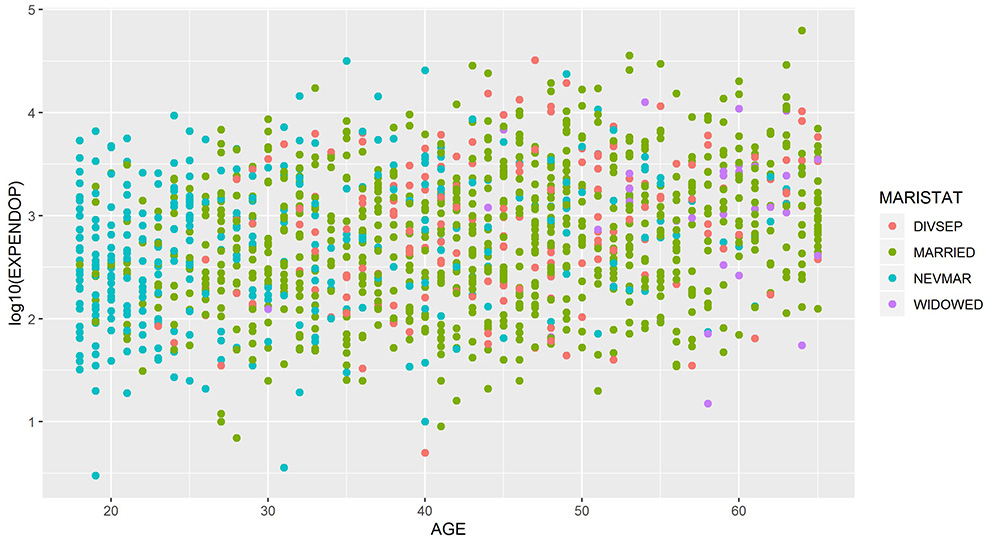 log10(EXPENDOP)
5
4
3
2
1
20 30 40 50 60
AGE
MARISTAT
DIVSEP
MARRIED
NEVMAR
WIDOWED